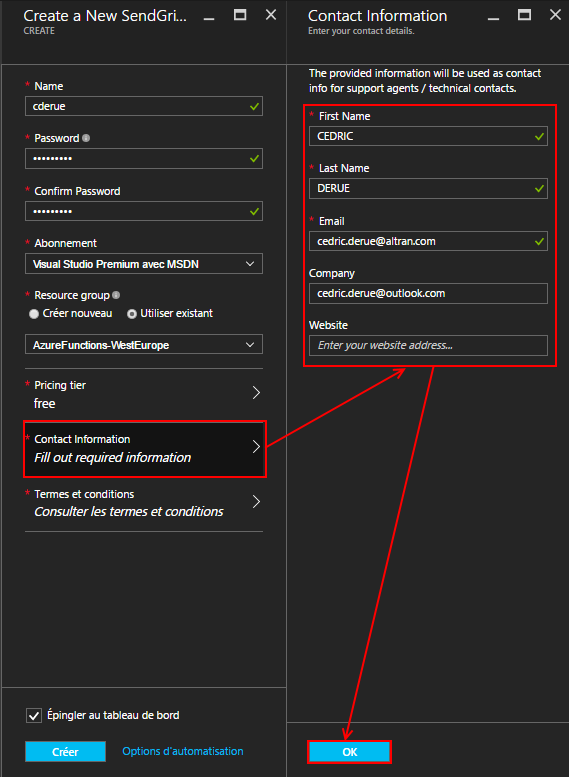 Create a New SendGri...
CREATE
* Name
cderue
* Password
•••••••••
* Confirm Password
•••••••••
* Abonnement
Visual Studio Premium avec MSDN
* Resource group
Créer nouveau Utiliser existant
AzureFunctions-WestEurope
* Pricing tier
free
* Contact Information
Fill out required information
* Termes et conditions
Consulter les termes et conditions
Épingler au tableau de bord
Créer Options d'automatisation
Contact Information
Enter your contact details.
The provided information will be used as contact
info for support agents / technical contacts.
* First Name
CEDRIC
* Last Name
DERUE
* Email
cedric.derue@altran.com
Company
cedric.derue@outlook.com
Website
Enter your website address...
OK